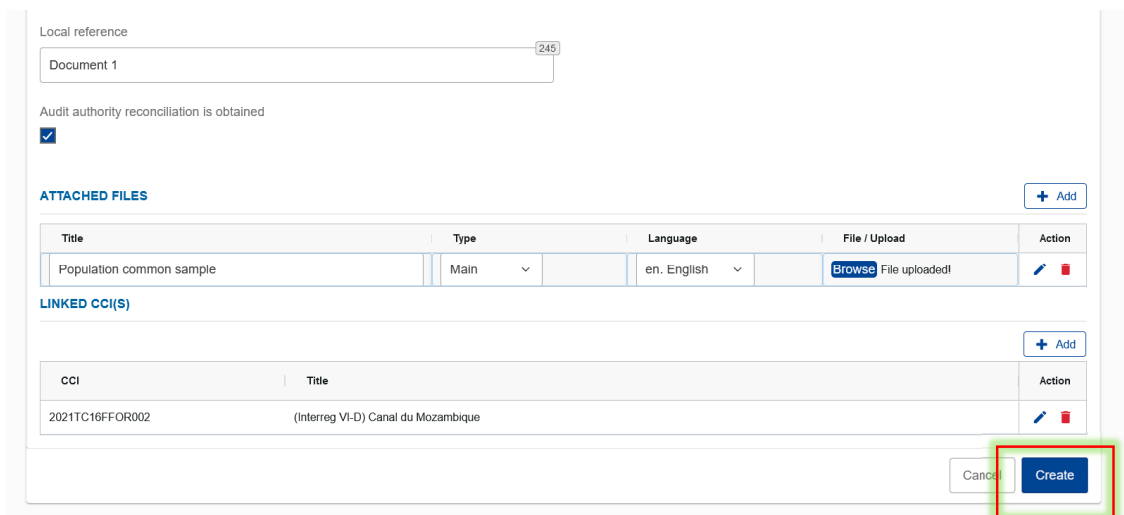 Local reference
245
Document 1
Audit authority reconciliation is obtained
ATTACHED FILES
+ Add
Title Type Language File / Upload Action
Population common sample Main en. English Browse File uploaded!
LINKED CCI(S)
+ Add
CCI Title Action
2021TC16FFOR002 (Interreg VI-D) Canal du Mozambique
Cancel Create